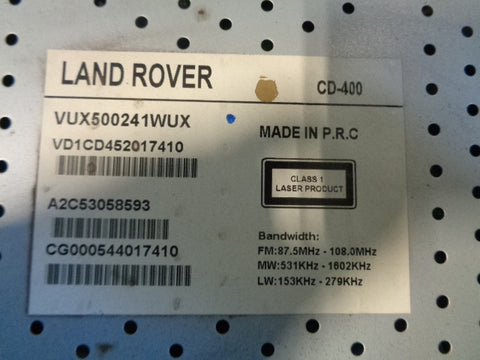 LAND ROVER
CD-400
VUX500241WUX
VD1CD452017410
MADE IN P.R.C
CLASS 1
LASER PRODUCT
A2C53058593
CG000544017410
Bandwidth:
FM:87.5MHz - 108.0MHz
MW:531KHz - 1602KHz
LW:153KHz - 279KHz